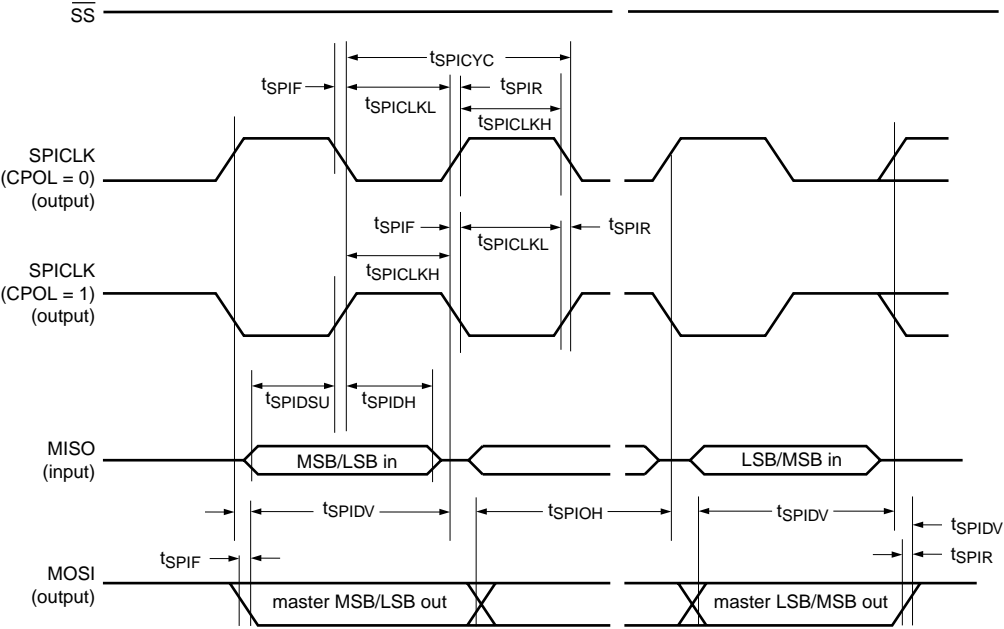 SS
tSPICYC
tSPIF
tSPIR
tSPICLKL
tSPICLKH
SPICLK
(CPOL = 0)
(output)
tSPIF
tSPIR
tSPICLKL
tSPICLKH
SPICLK
(CPOL = 1)
(output)
tSPIDSU
tSPIDH
MISO
(input)
MSB/LSB in
LSB/MSB in
tSPIDV
tSPIOH
tSPIDV
tSPIDV
tSPIF
tSPIR
MOSI
(output)
master MSB/LSB out
master LSB/MSB out